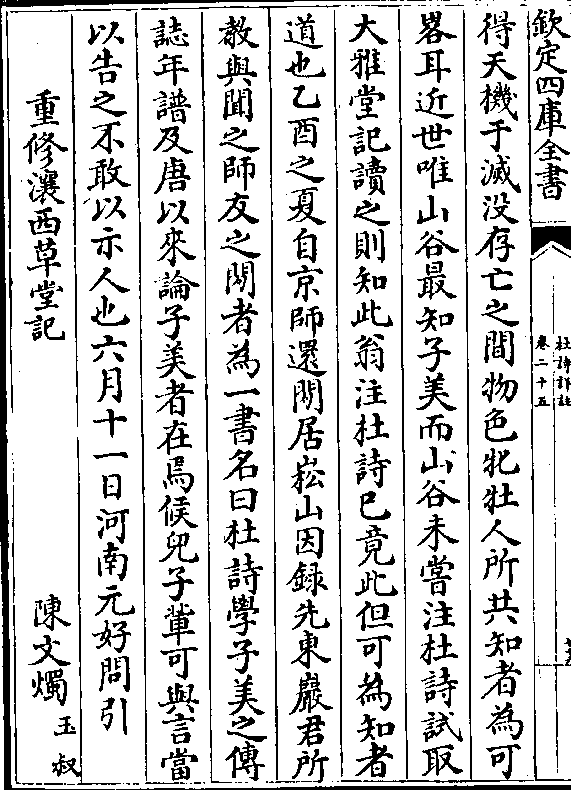 欽定四庫全書
杜詩詳註
卷二十五
得天機于滅没存亡之間物色牝牡人所共知者為可
畧耳近世唯山谷最知子美而山谷未嘗注杜詩試取
大雅堂記讀之則知此翁注杜詩已竟此但可為知者
道也乙酉之夏自京師還閒居崧山因録先東巖君所
教與聞之師友之閒者為一書名曰杜詩學子美之傳
誌年譜及唐以來論子美者在焉候兒子輩可與言當
以告之不敢以示人也六月十一日河南元好問引
重修瀼西草堂記
陳文燭玉叔